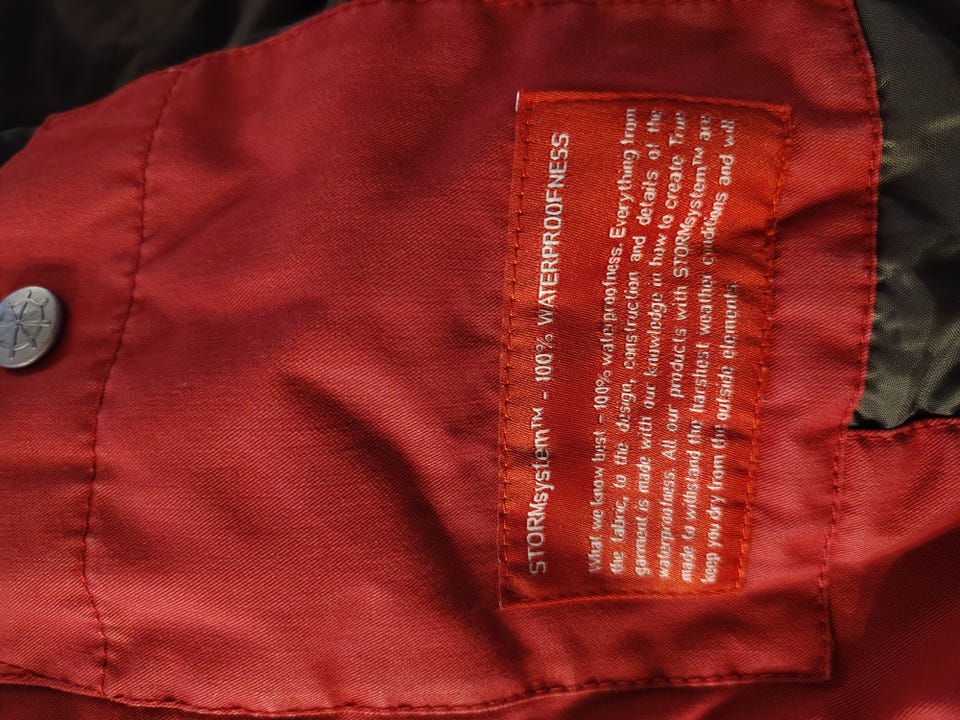 STORMsystem™ - 100% WATERPROOFNESS
What we know best - 100% waterproofness. Everything from
the fabric, to the design, construction and details of the
garment is made with our knowledge in how to create True
waterproofness. All our products with STORMsystem™ are
made to withstand the harshest weather conditions and will
keep you dry from the outside elements.